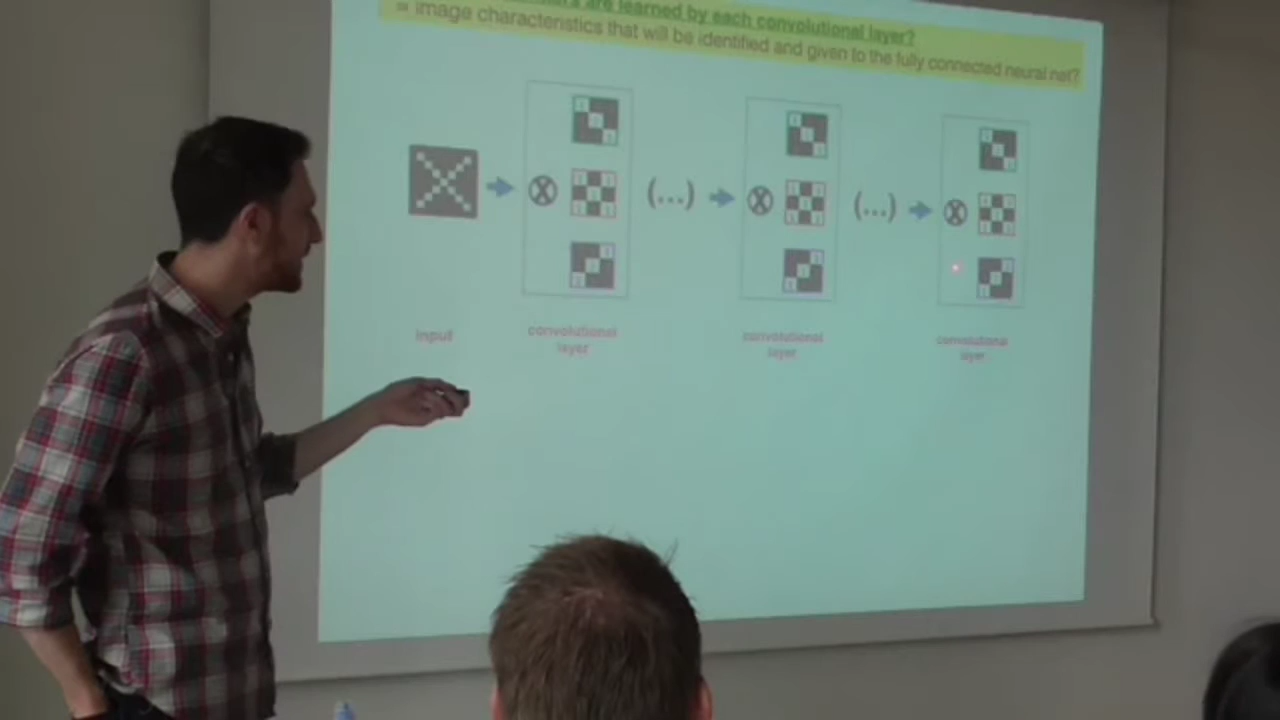 are learned by each convolutional layer?
= image characteristics that will be identified and given to the fully connected neural net?
(...)
(...)
input
convolutional
layer
convolutional
layer
convolutional
layer